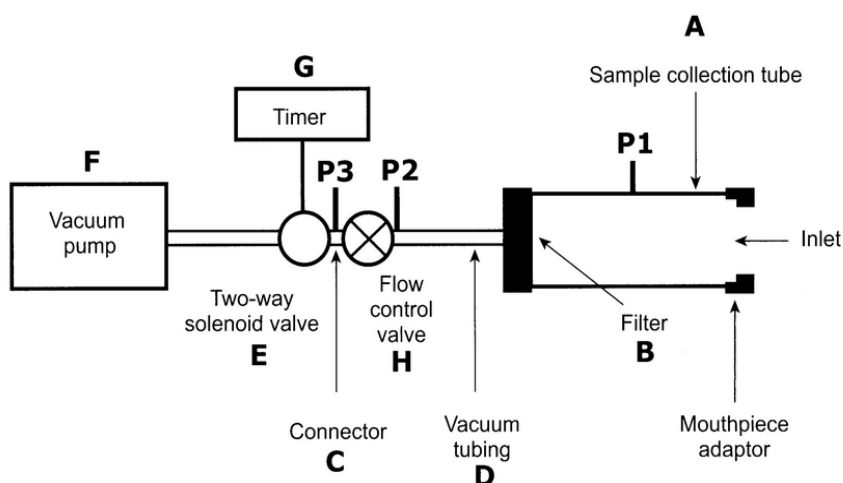 A
Sample collection tube
G
Timer
P1
F
P3
P2
Vacuum
pump
Inlet
Two-way
solenoid valve
E
Flow
control
valve
H
Filter
B
Connector
C
Vacuum
tubing
D
Mouthpiece
adaptor